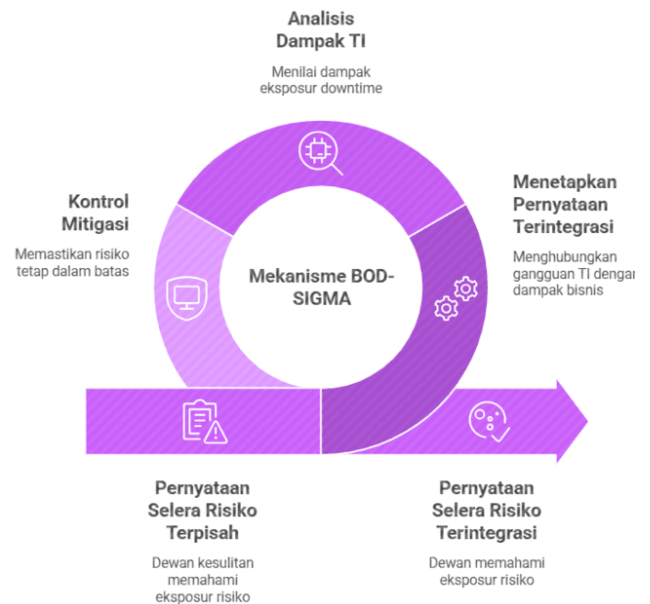 Analisis
Dampak TI
Menilai dampak
eksposur downtime
Kontrol
Mitigasi
Memastikan risiko
tetap dalam batas
Menetapkan
Pernyataan
Terintegrasi
Menghubungkan
gangguan TI dengan
dampak bisnis
Mekanisme BOD-
SIGMA
Pernyataan
Selera Risiko
Terpisah
Dewan kesulitan
memahami
eksposur risiko
Pernyataan
Selera Risiko
Terintegrasi
Dewan memahami
eksposur risiko